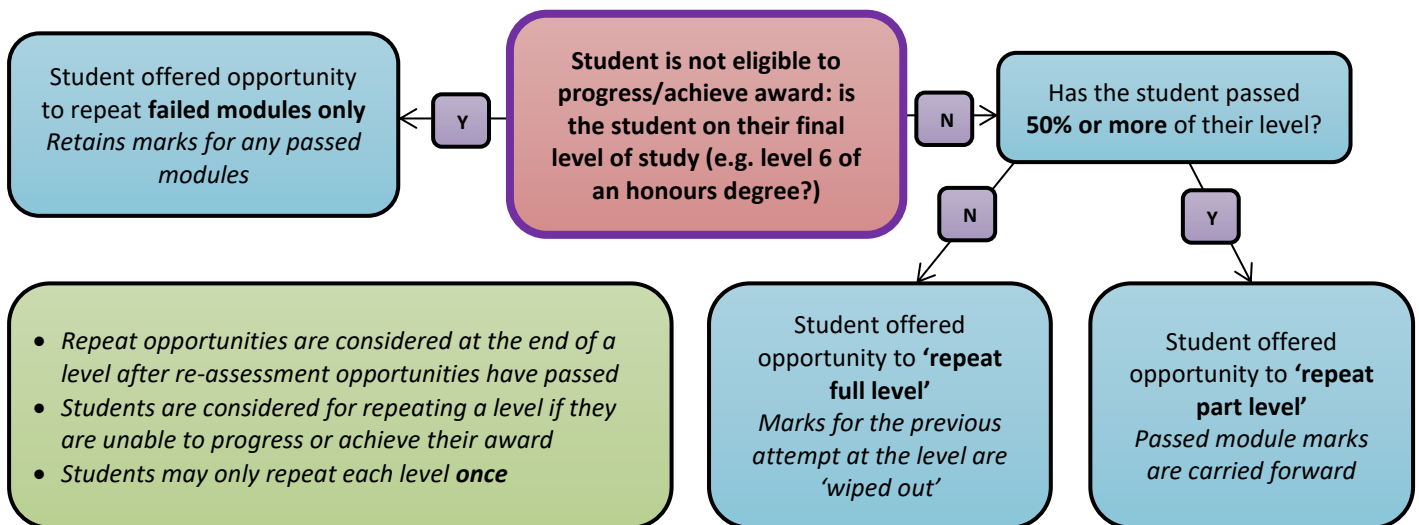 Student offered opportunity
to repeat failed modules only
Retains marks for any passed
modules
Y
Student is not eligible to
progress/achieve award: is
the student on their final
level of study (e.g. level 6 of
an honours degree?)
N
Has the student passed
50% or more of their level?
N
Y
• Repeat opportunities are considered at the end of a
level after re-assessment opportunities have passed
• Students are considered for repeating a level if they
are unable to progress or achieve their award
• Students may only repeat each level once
Student offered
opportunity to ‘repeat
full level’
Marks for the previous
attempt at the level are
‘wiped out’
Student offered
opportunity to ‘repeat
part level’
Passed module marks
are carried forward